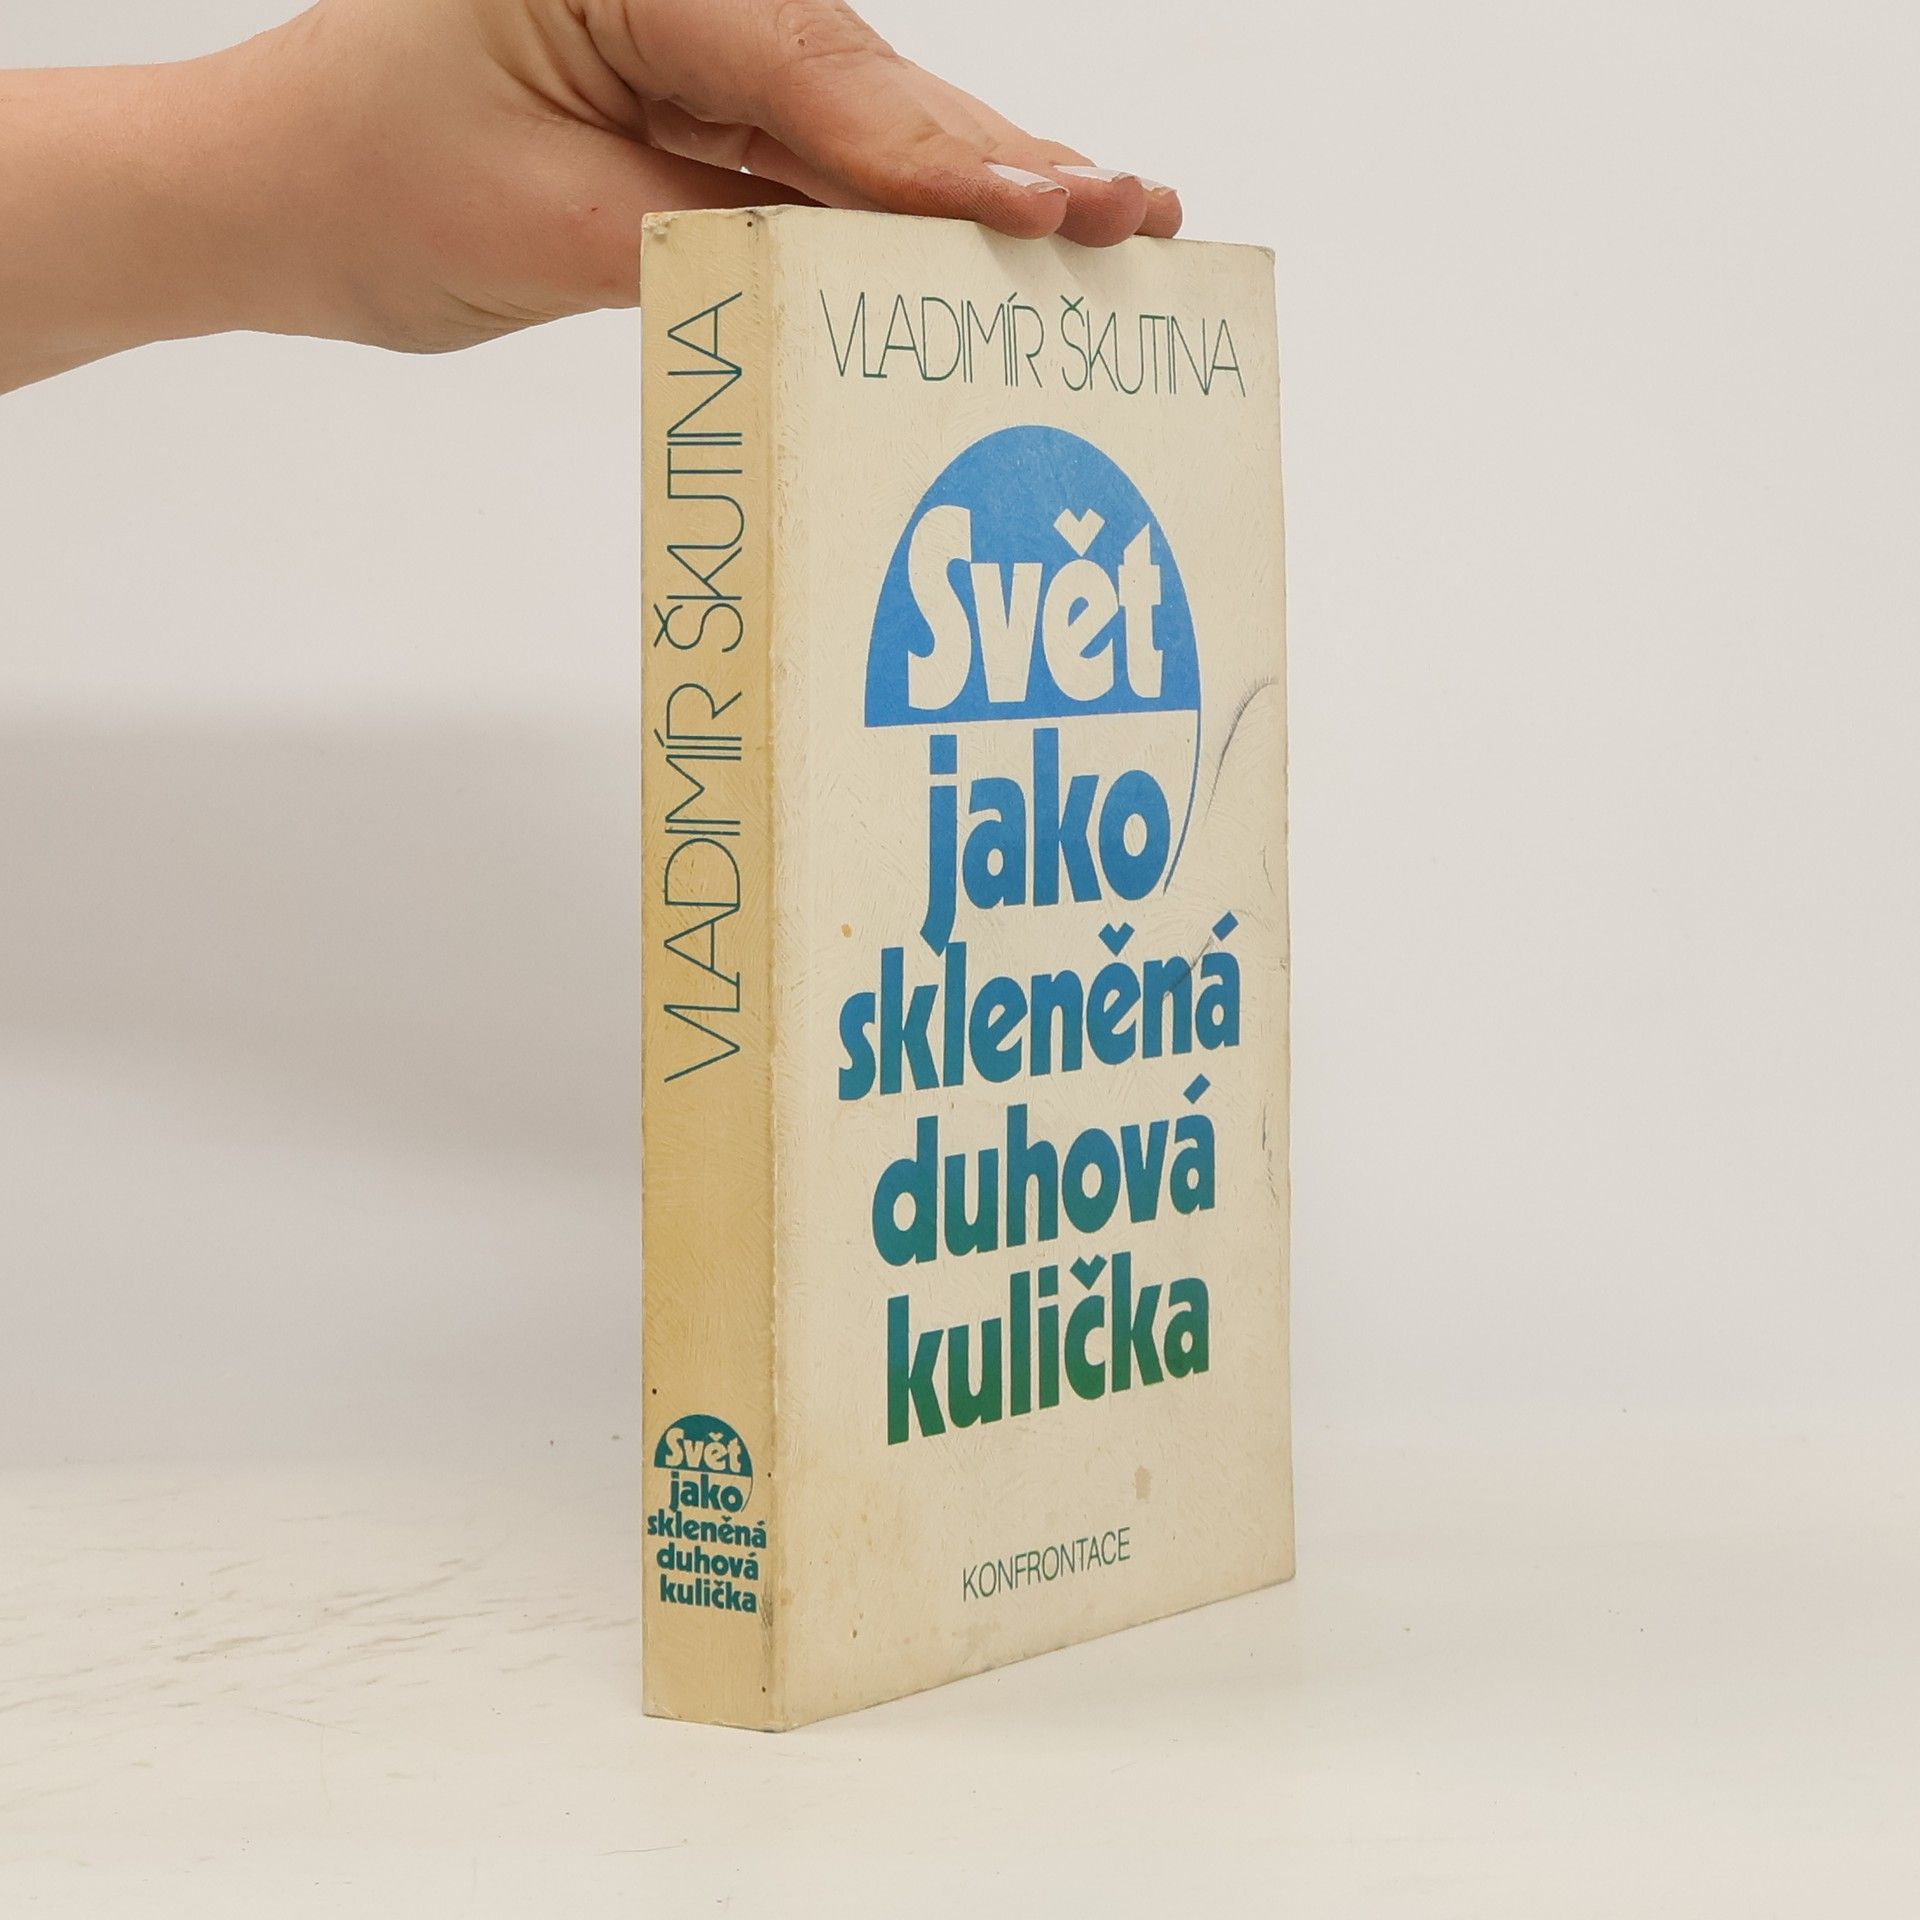 VLADIMÍR ŠKUTINA
Svět
jako
skleněná
duhová
kulička
VLADIMÍR ŠKUTINA
Svět
jako
skleněná
duhová
kulička
KONFRONTACE